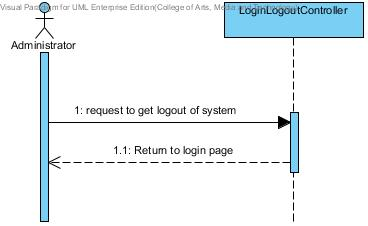 Visual Paradigm for UML Enterprise Edition(College of Arts, Media and
LoginLogoutController
Administrator
1: request to get logout of system
1.1: Return to login page